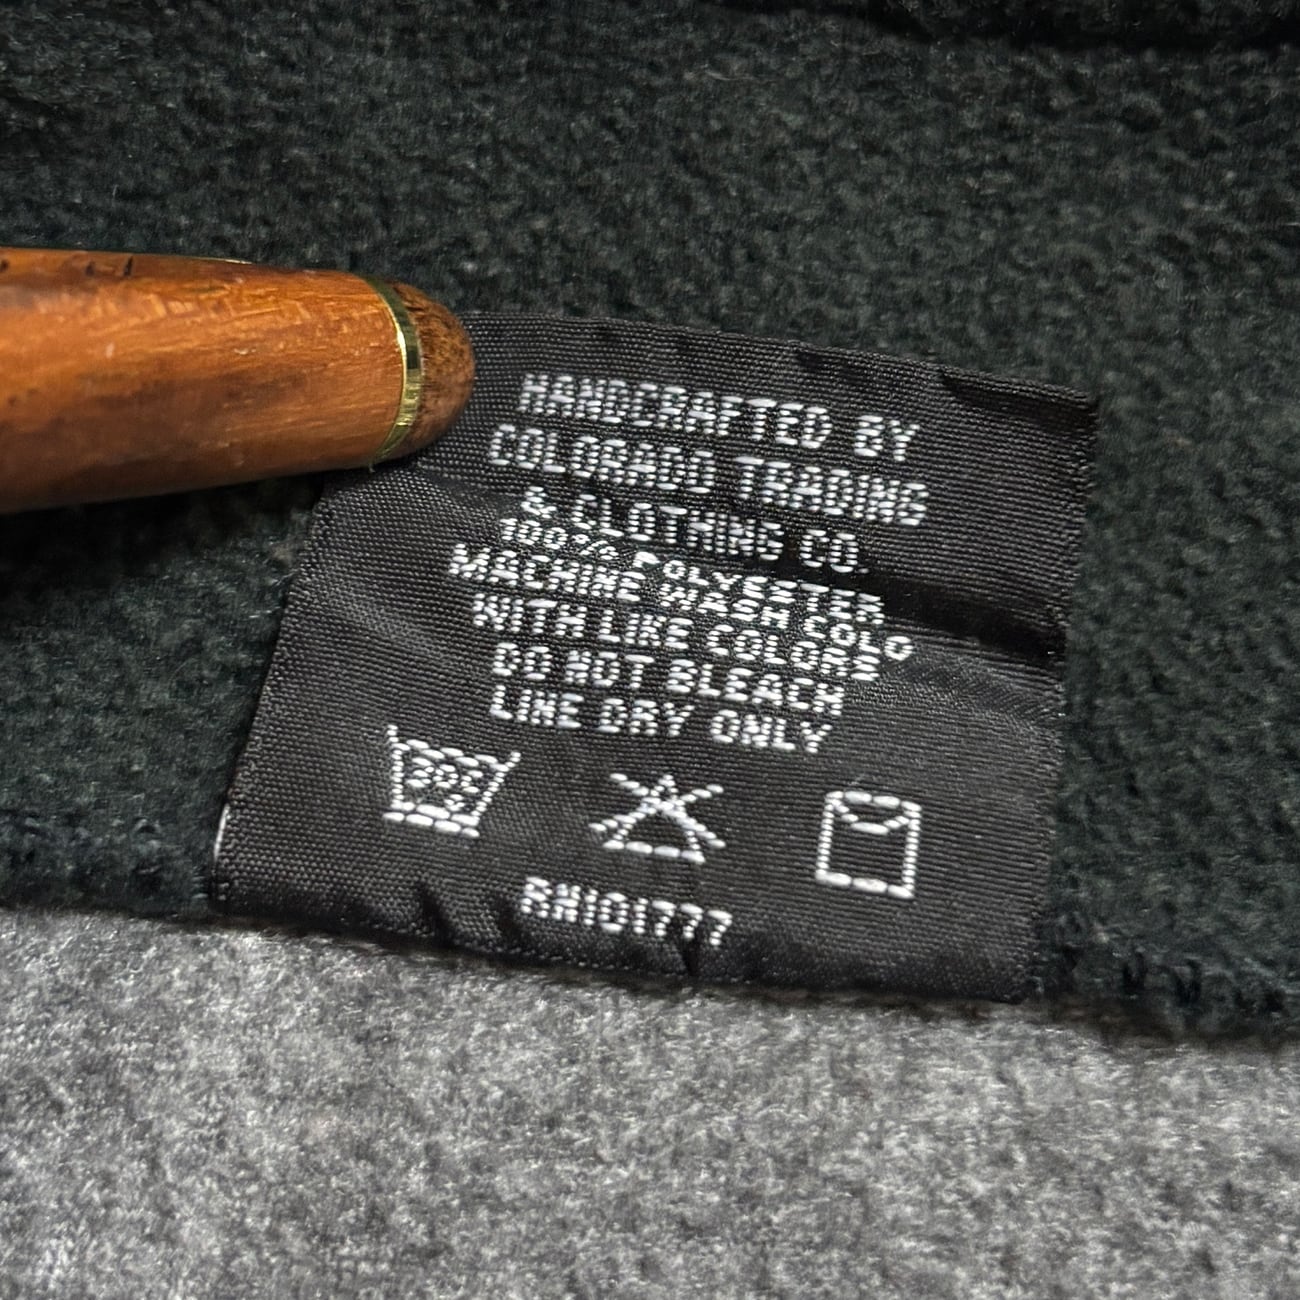 HANDCRAFTED BY
COLORADO TRADING
& CLOTHING CO.
100% POLYESTER
MACHINE WASH COLD
WITH LIKE COLORS
DO NOT BLEACH
LINE DRY ONLY
30C
RN101777